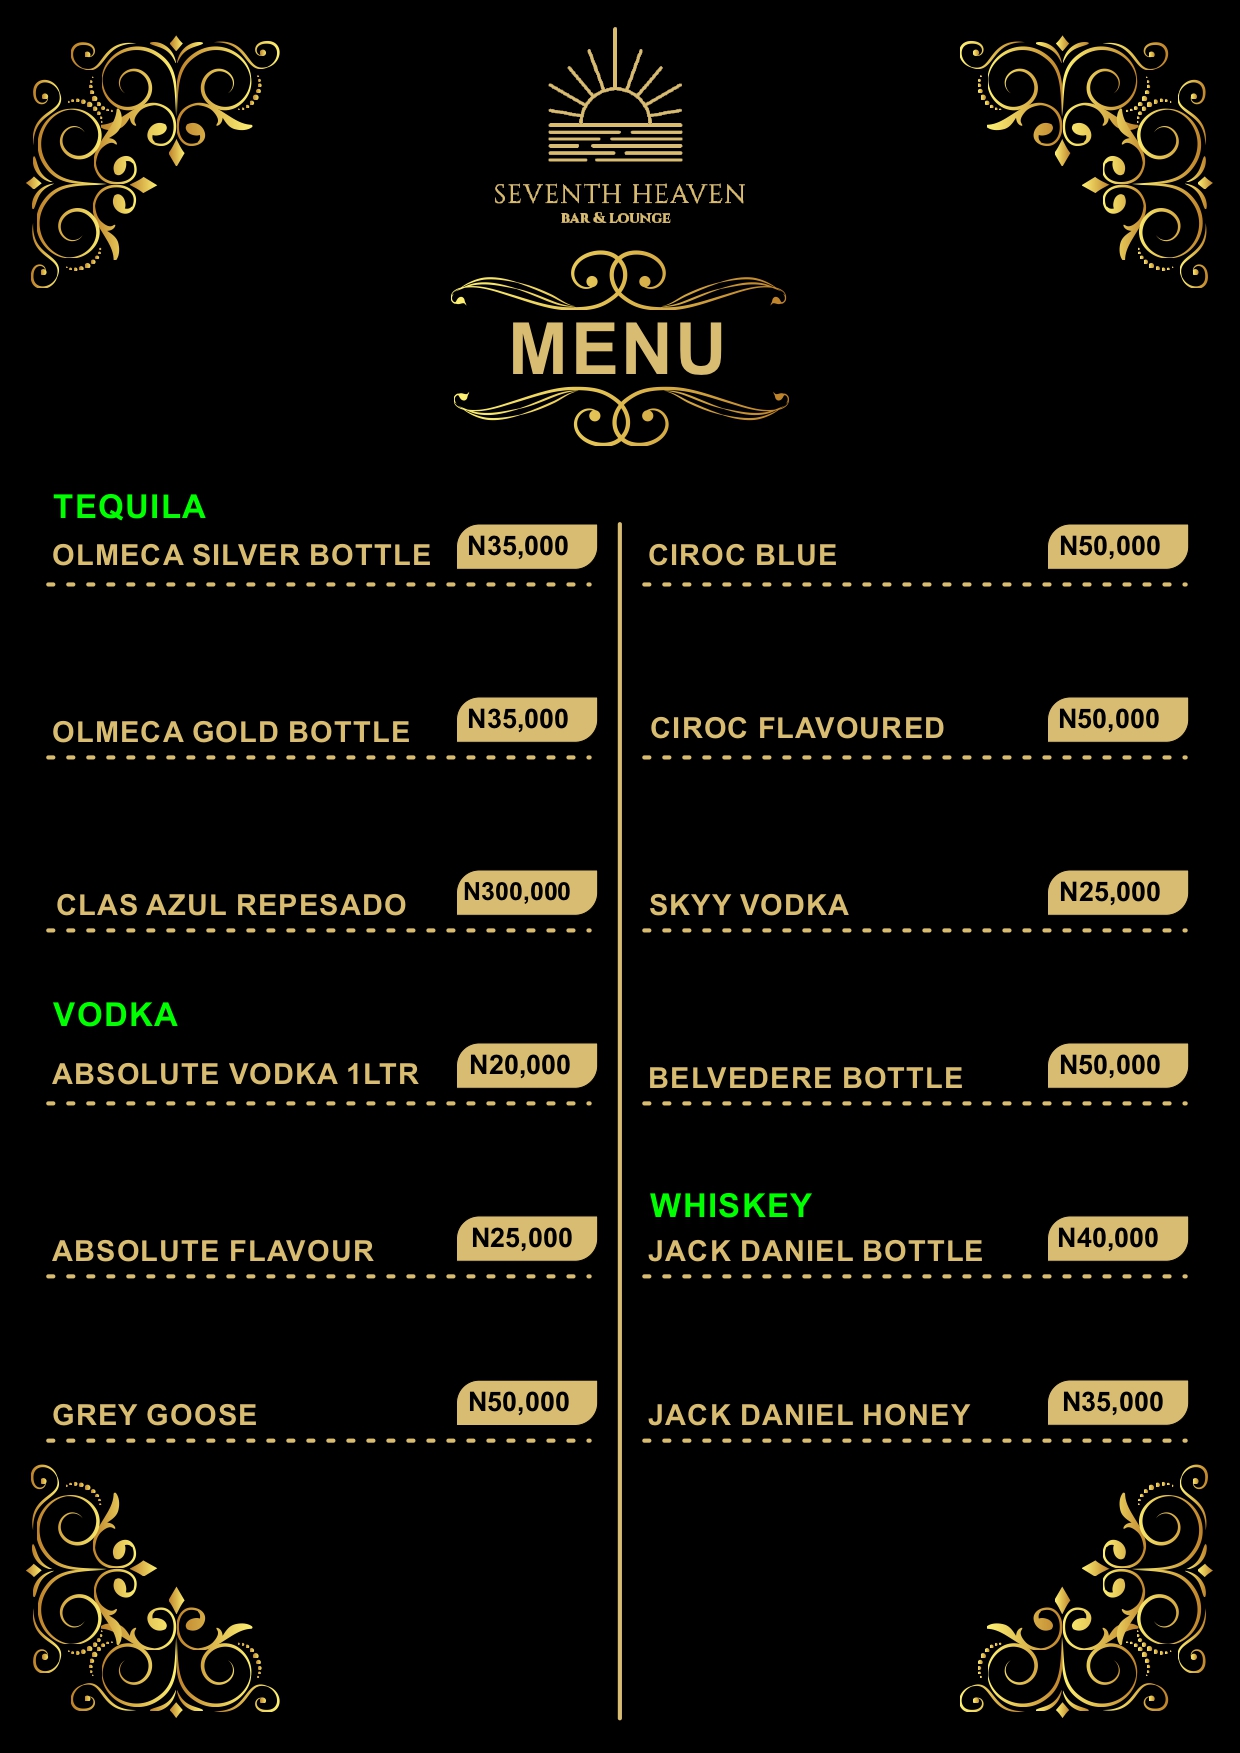 SEVENTH HEAVEN
BAR & LOUNGE
MENU
TEQUILA
OLMECA SILVER BOTTLE N35,000
OLMECA GOLD BOTTLE N35,000
CLAS AZUL REPESADO N300,000
VODKA
ABSOLUTE VODKA 1LTR N20,000
ABSOLUTE FLAVOUR N25,000
GREY GOOSE N50,000
CIROC BLUE N50,000
CIROC FLAVOURED N50,000
SKYY VODKA N25,000
BELVEDERE BOTTLE N50,000
WHISKEY
JACK DANIEL BOTTLE N40,000
JACK DANIEL HONEY N35,000